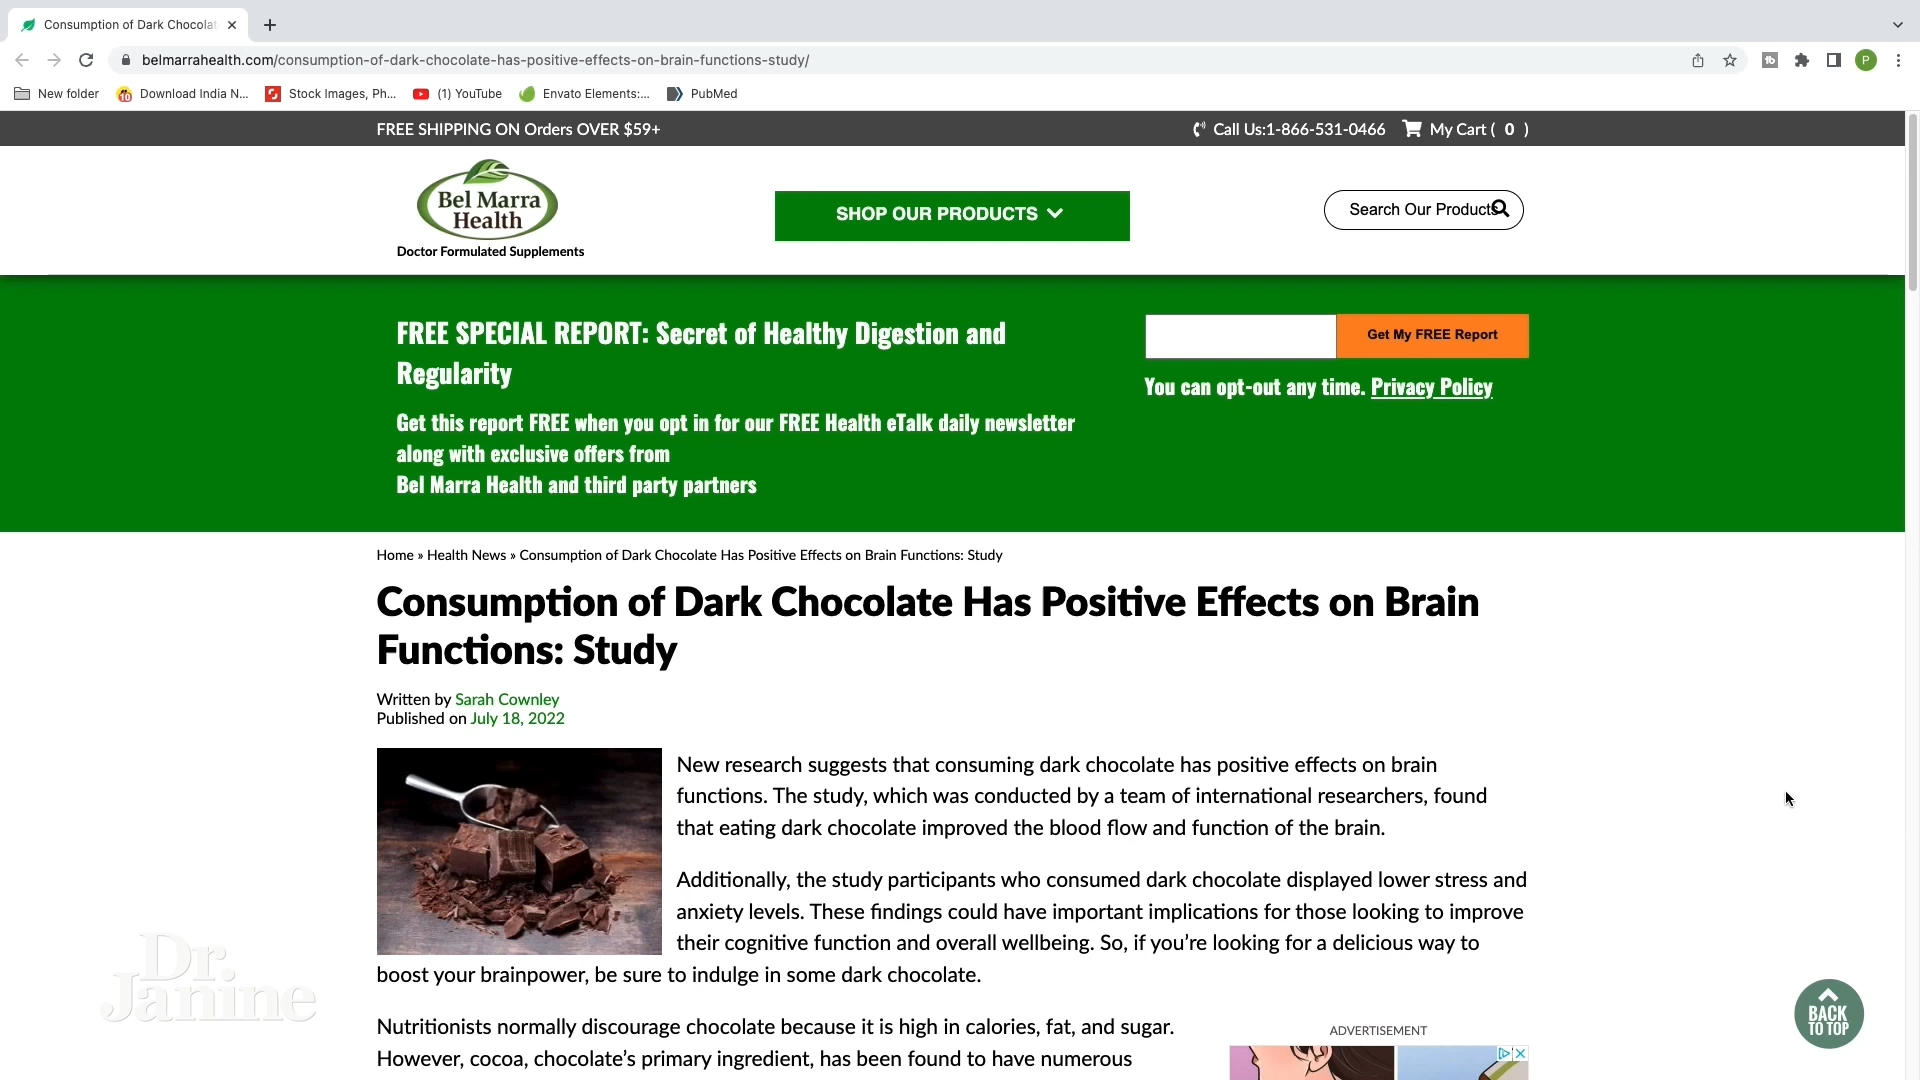 Consumption of Dark Chocolat
belmarrahealth.com/consumption-of-dark-chocolate-has-positive-effects-on-brain-functions-study/
P
New folder
Download India N...
Stock Images, Ph...
(1) YouTube
Envato Elements:...
PubMed
FREE SHIPPING ON Orders OVER $59+
Call Us:1-866-531-0466
My Cart ( 0 )
Bel Marra
Health
Doctor Formulated Supplements
SHOP OUR PRODUCTS
Search Our Products
FREE SPECIAL REPORT: Secret of Healthy Digestion and
Regularity
Get this report FREE when you opt in for our FREE Health eTalk daily newsletter
along with exclusive offers from
Bel Marra Health and third party partners
Get My FREE Report
You can opt-out any time. Privacy Policy
Home » Health News » Consumption of Dark Chocolate Has Positive Effects on Brain Functions: Study
Consumption of Dark Chocolate Has Positive Effects on Brain
Functions: Study
Written by Sarah Cownley
Published on July 18, 2022
New research suggests that consuming dark chocolate has positive effects on brain
functions. The study, which was conducted by a team of international researchers, found
that eating dark chocolate improved the blood flow and function of the brain.
Additionally, the study participants who consumed dark chocolate displayed lower stress and
anxiety levels. These findings could have important implications for those looking to improve
their cognitive function and overall wellbeing. So, if you’re looking for a delicious way to
boost your brainpower, be sure to indulge in some dark chocolate.
Nutritionists normally discourage chocolate because it is high in calories, fat, and sugar.
However, cocoa, chocolate’s primary ingredient, has been found to have numerous
ADVERTISEMENT
BACK
TO TOP
Dr.
Janine